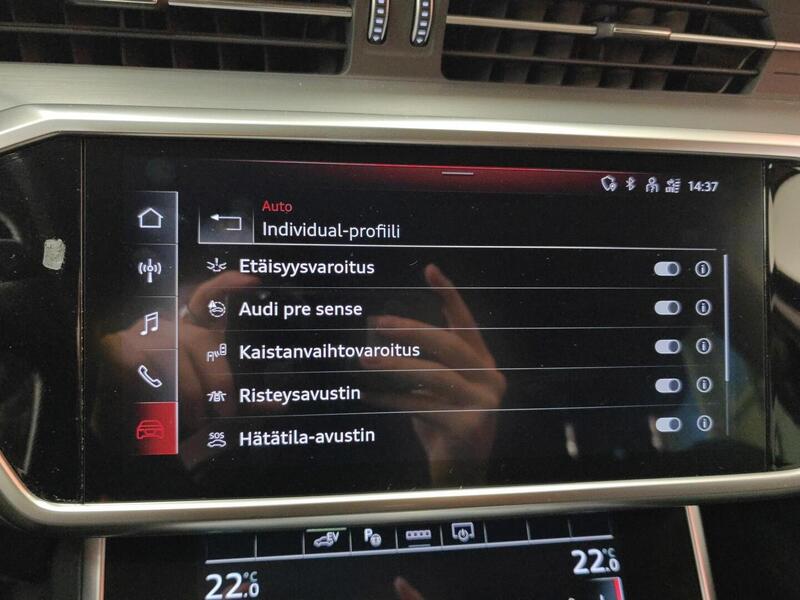 14:37
Auto
Individual-profiili
Etäisyysvaroitus
Audi pre sense
Kaistanvaihtovaroitus
Risteysavustin
SOS
Hätätila-avustin
EV
P
22.0 °C
22.0 °C